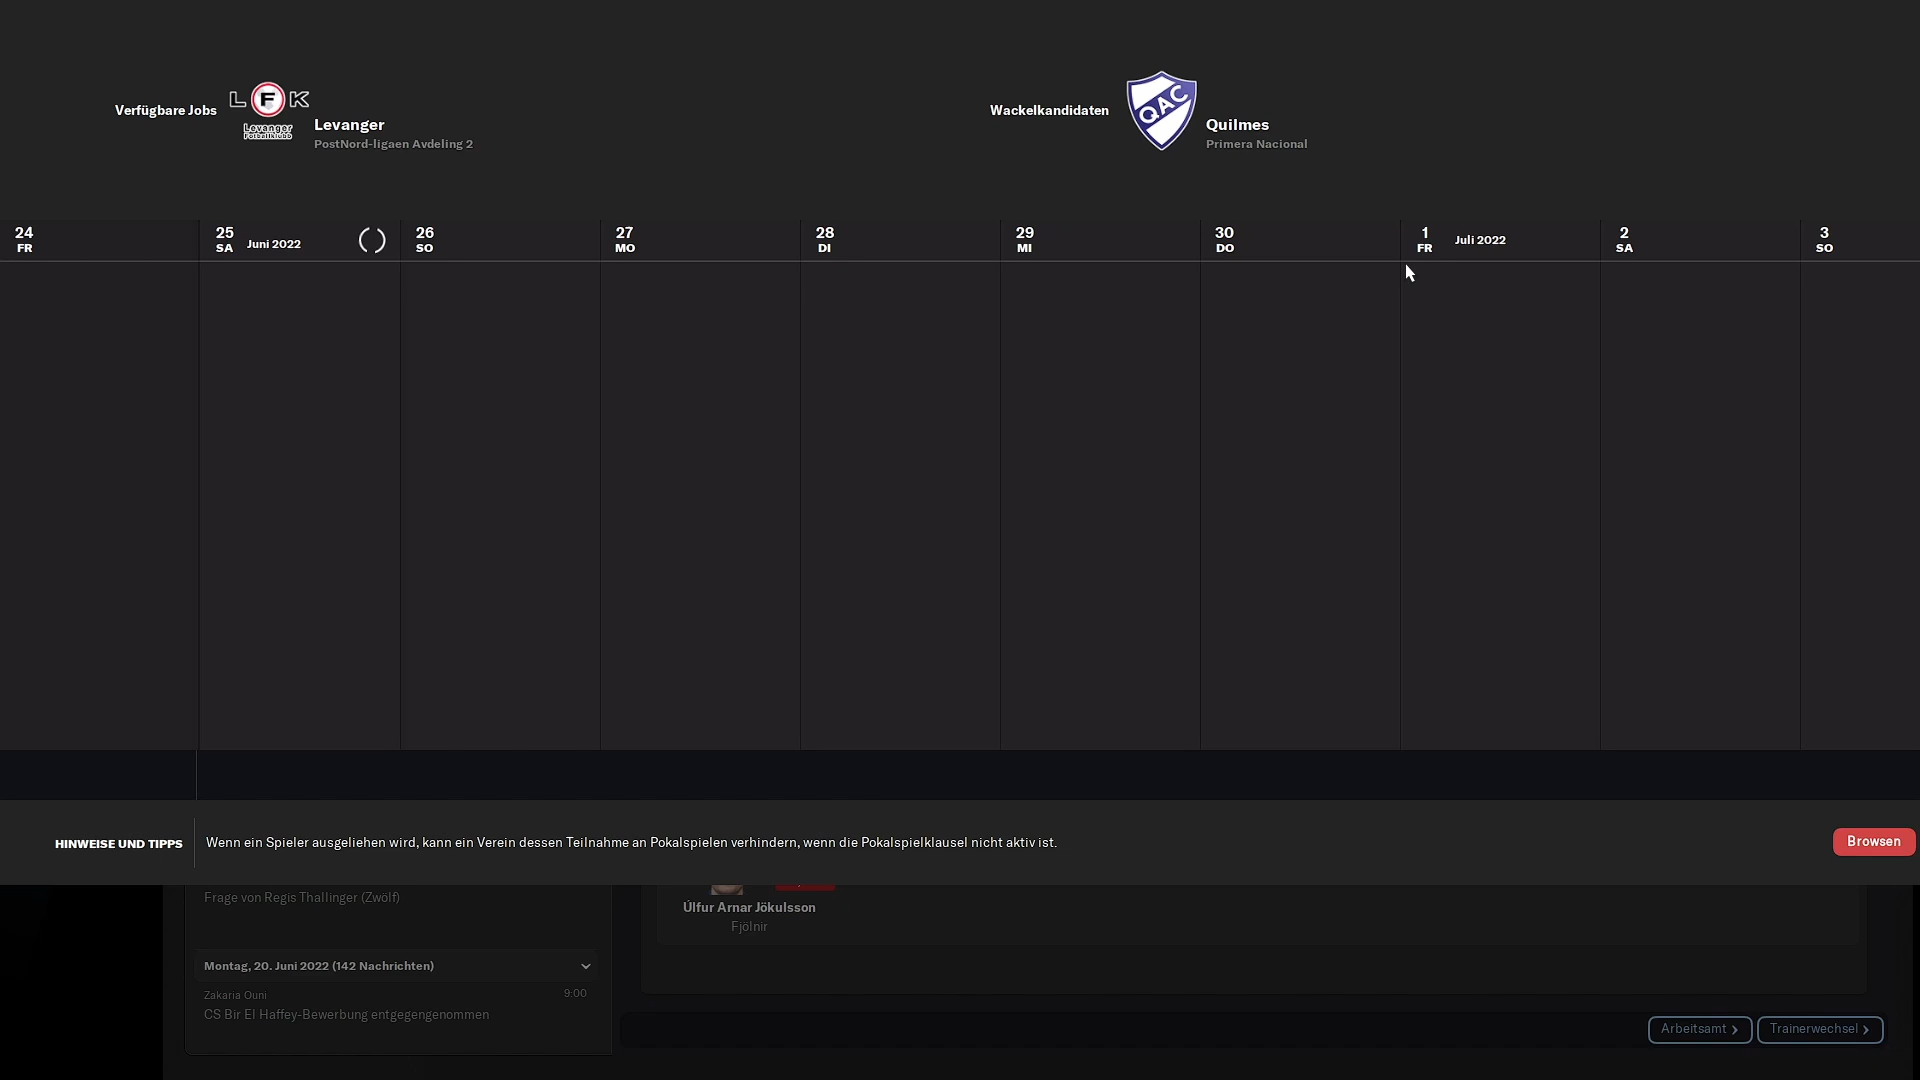 Verfügbare Jobs
L F K
Levanger
Fotballklubb
Levanger
PostNord-ligaen Avdeling 2
Wackelkandidaten
QAC
Quilmes
Primera Nacional
24 FR
25 SA Juni 2022
26 SO
27 MO
28 DI
29 MI
30 DO
1 FR Juli 2022
2 SA
3 SO
HINWEISE UND TIPPS
Wenn ein Spieler ausgeliehen wird, kann ein Verein dessen Teilnahme an Pokalspielen verhindern, wenn die Pokalspielklausel nicht aktiv ist.
Browsen
Frage von Regis Thallinger (Zwölf)
Montag, 20. Juni 2022 (142 Nachrichten)
Zakaria Ouni 9:00
CS Bir El Haffey-Bewerbung entgegengenommen
Úlfur Arnar Jökulsson
Fjölnir
Arbeitsamt
Trainerwechsel